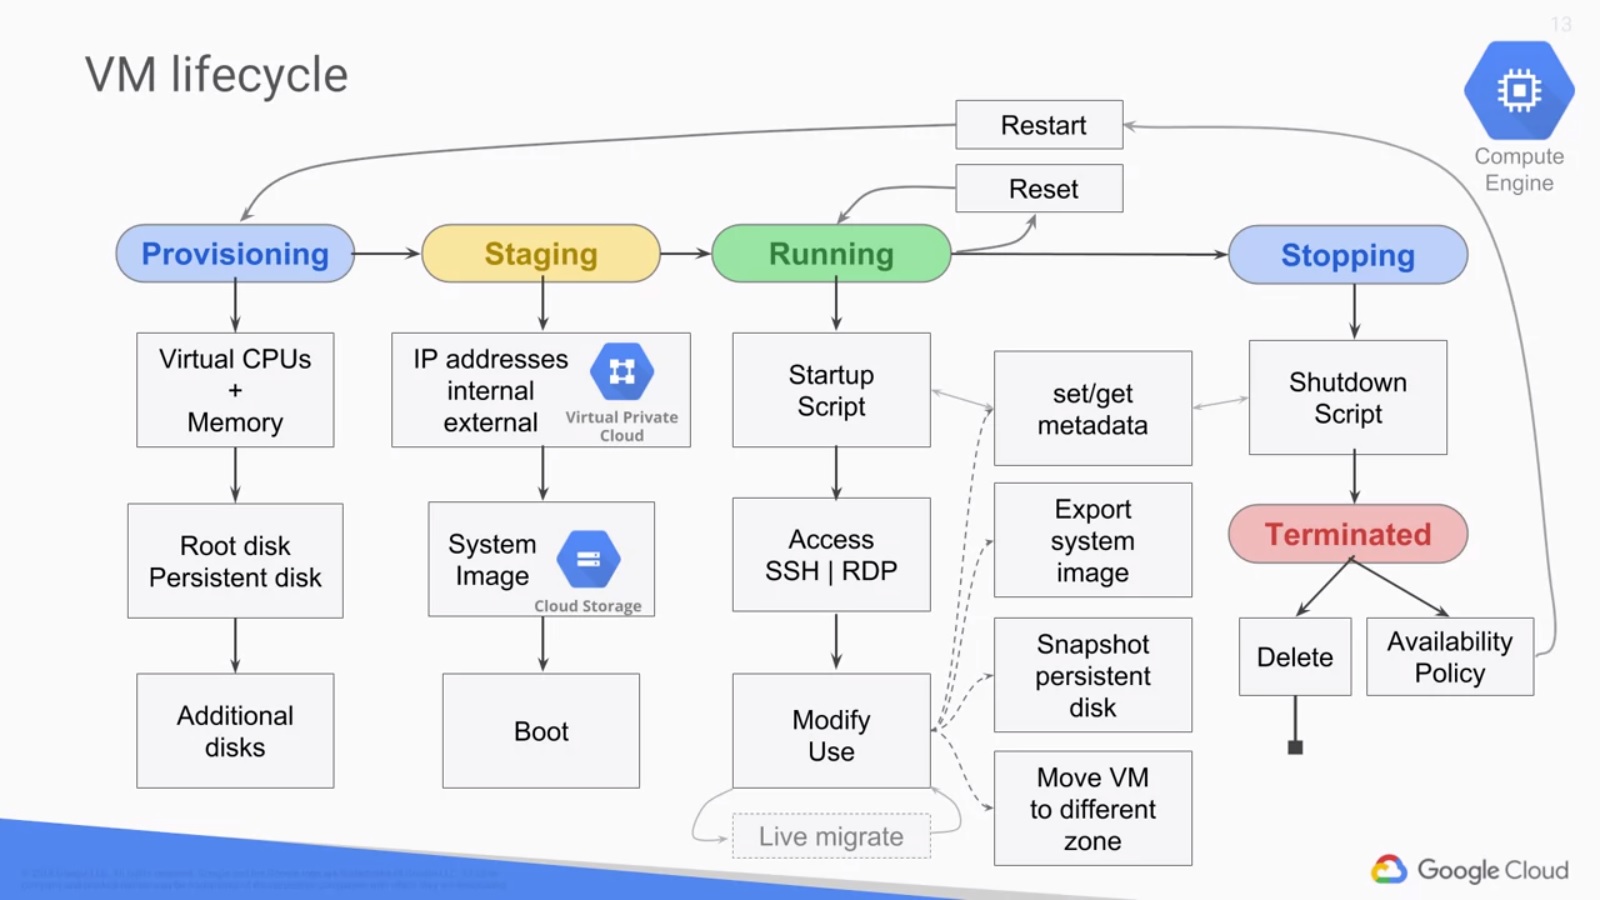 13
VM lifecycle
Compute
Engine
Restart
Reset
Provisioning
Staging
Running
Stopping
Virtual CPUs
+
Memory
IP addresses
internal
external
Virtual Private
Cloud
Startup
Script
set/get
metadata
Shutdown
Script
Root disk
Persistent disk
System
Image
Cloud Storage
Access
SSH | RDP
Export
system
image
Terminated
Additional
disks
Boot
Modify
Use
Snapshot
persistent
disk
Delete
Availability
Policy
Live migrate
Move VM
to different
zone
Google Cloud